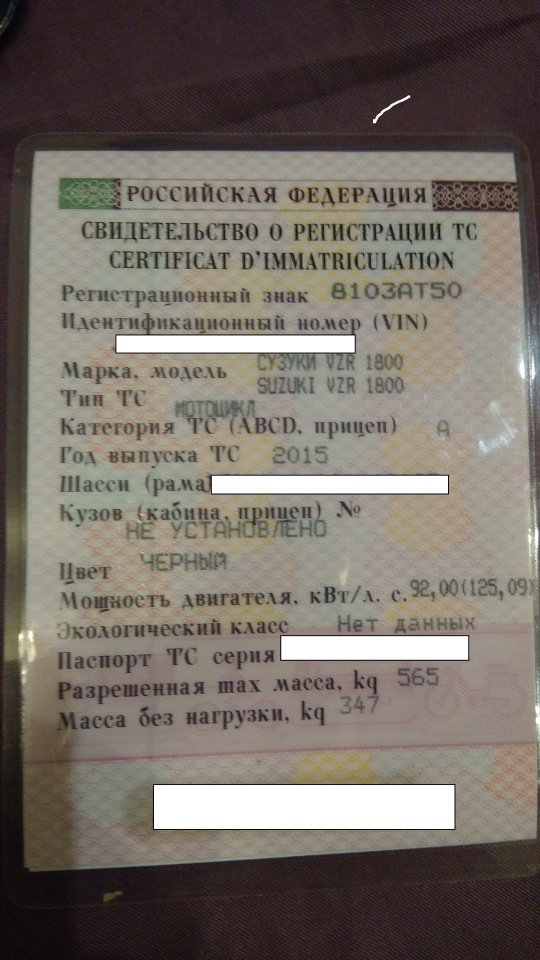 РОССИЙСКАЯ ФЕДЕРАЦИЯ
СВИДЕТЕЛЬСТВО О РЕГИСТРАЦИИ ТС
CERTIFICAT D'IMMATRICULATION
Регистрационный знак 8103АТ50
Идентификационный номер (VIN)
Марка, модель СУЗУКИ VZR 1800
SUZUKI VZR 1800
Тип ТС МОТОЦИКЛ
Категория ТС (ABCD, прицеп) A
Год выпуска ТС 2015
Шасси (рама)
Кузов (кабина, прицеп) №
НЕ УСТАНОВЛЕНО
Цвет ЧЕРНЫЙ
Мощность двигателя, кВт/л. с. 92,00(125,09)
Экологический класс Нет данных
Паспорт ТС серия
Разрешенная max масса, kg 565
Масса без нагрузки, kg 347